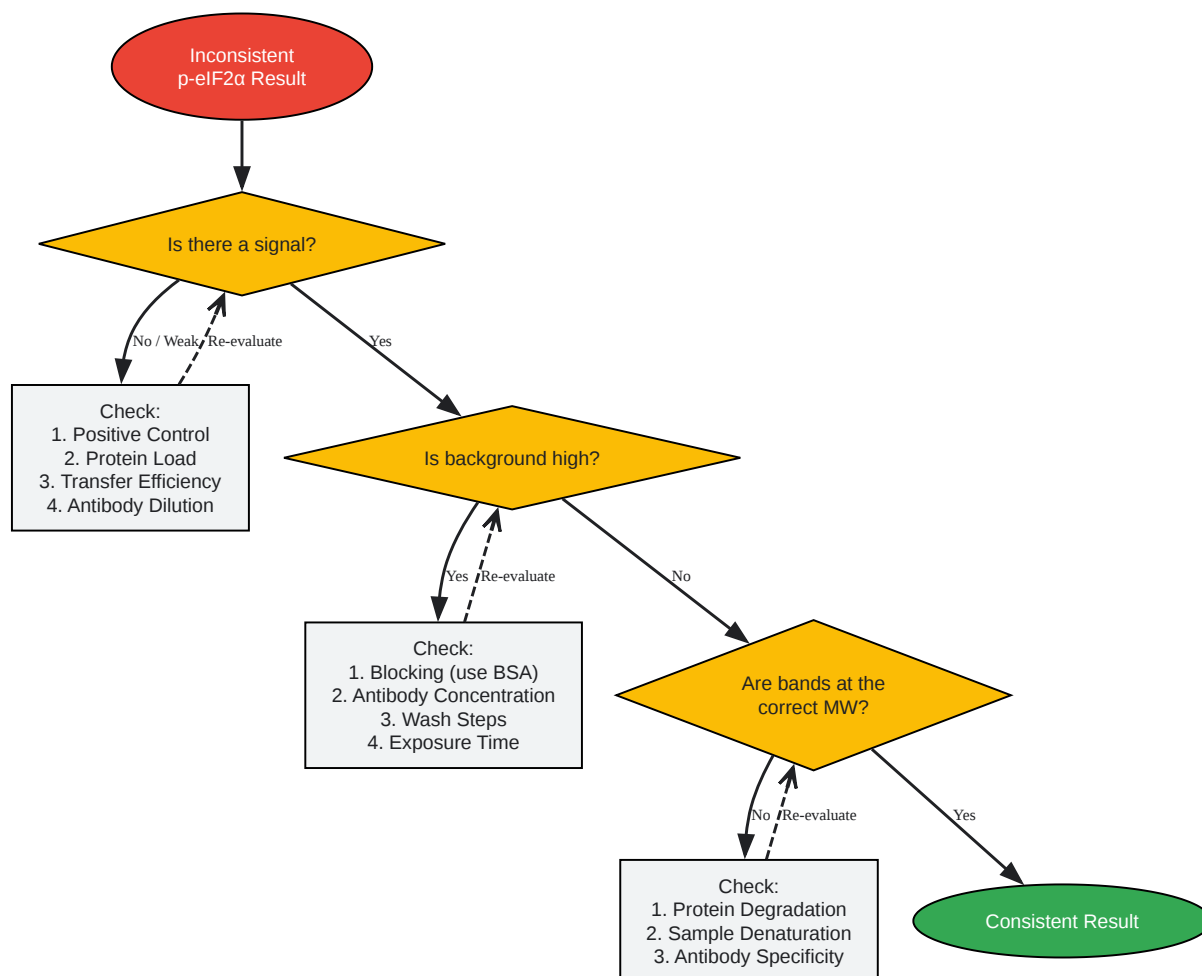 Inconsistent
p-eIF2α Result
Is there a signal?
No / Weak
Re-evaluate
Yes
Check:
1. Positive Control
2. Protein Load
3. Transfer Efficiency
4. Antibody Dilution
Is background high?
Yes
Re-evaluate
No
Check:
1. Blocking (use BSA)
2. Antibody Concentration
3. Wash Steps
4. Exposure Time
Are bands at the
correct MW?
No
Re-evaluate
Yes
Check:
1. Protein Degradation
2. Sample Denaturation
3. Antibody Specificity
Consistent Result